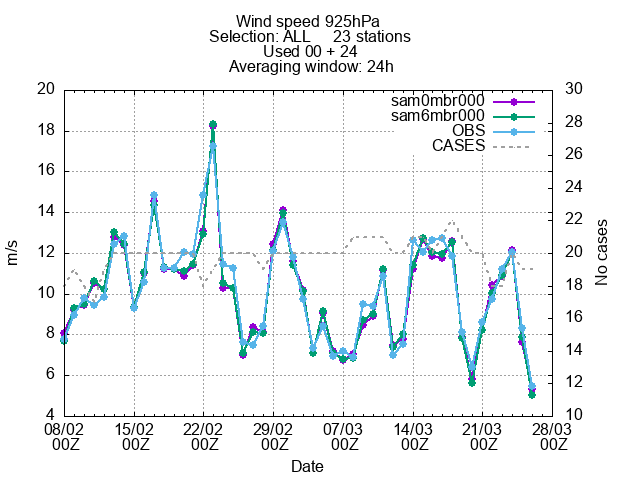 Wind speed 925hPa
Selection: ALL 23 stations
Used 00 + 24
Averaging window: 24h
20 30
sam0mbr000
18 28
sam6mbr000
OBS
26
CASES
16
24
14 22
12 20
10 18
16
8
14
6 12
4 10
m/s
No cases
08/02 15/02 22/02 29/02 07/03 14/03 21/03 28/03
00Z 00Z 00Z 00Z 00Z 00Z 00Z 00Z
Date